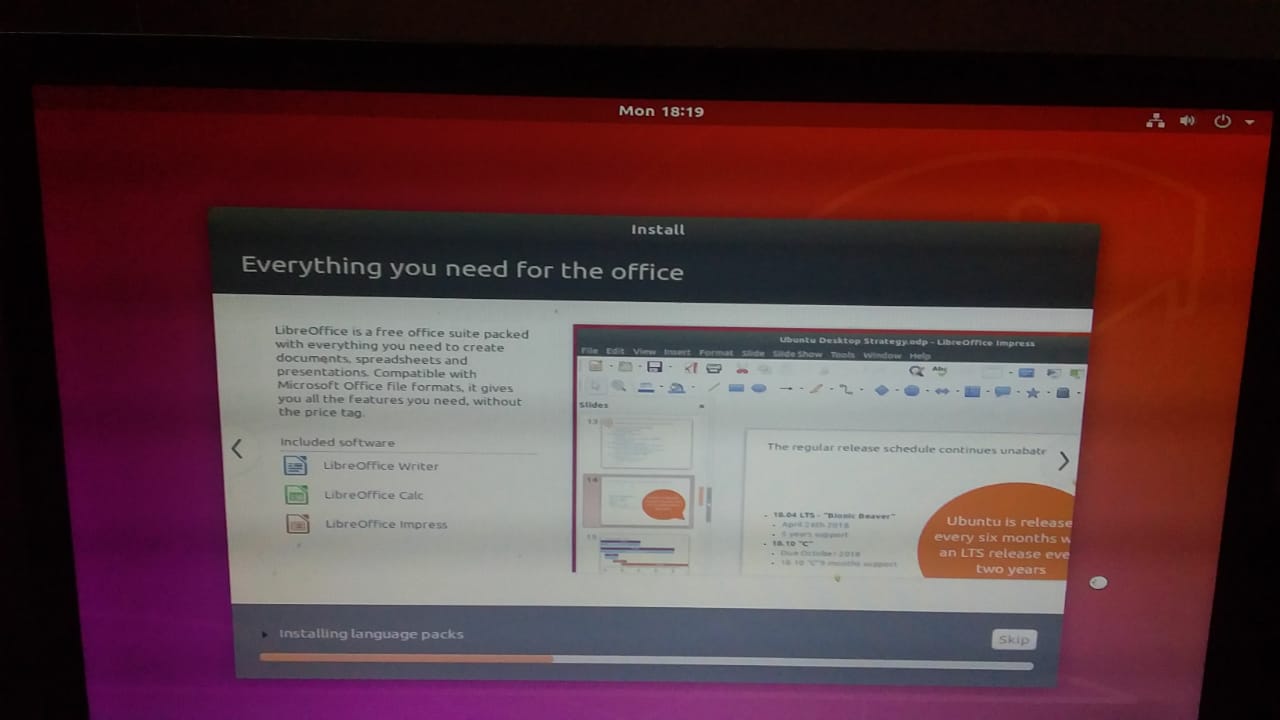 Mon 18:19
Install
Everything you need for the office
LibreOffice is a free office suite packed
with everything you need to create
documents, spreadsheets and
presentations. Compatible with
Microsoft Office file formats, it gives
you all the features you need, without
the price tag.
Included software
LibreOffice Writer
LibreOffice Calc
LibreOffice Impress
Ubuntu Desktop Strategy.odp - LibreOffice Impress
File Edit View Insert Format Slide Slide Show Tools Window Help
Abc
Slides
13
14
15
The regular release schedule continues unabate
18.04 LTS - "Bionic Beaver"
April 26th 2018
5 years support
18.10 "C"
Due October 2018
18.10 "C" 9 months support
Ubuntu is release
every six months w
an LTS release eve
two years
Installing language packs
Skip